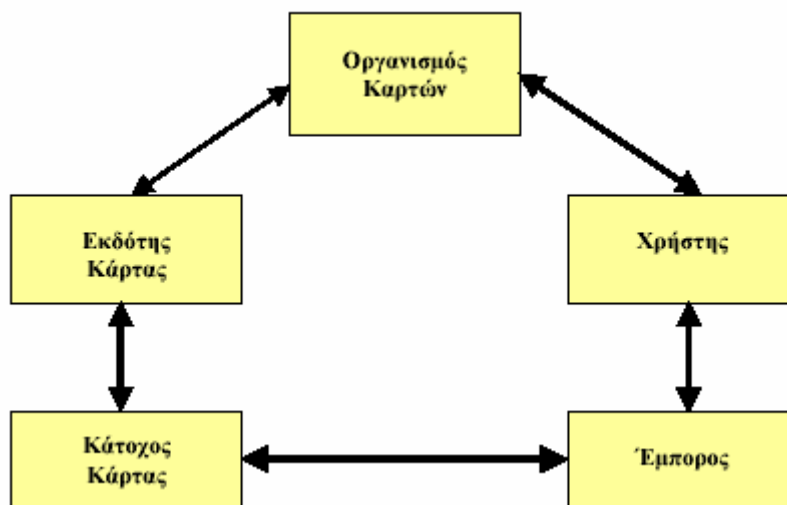 Οργανισμός
Καρτών
Εκδότης
Κάρτας
Χρήστης
Κάτοχος
Κάρτας
Έμπορος